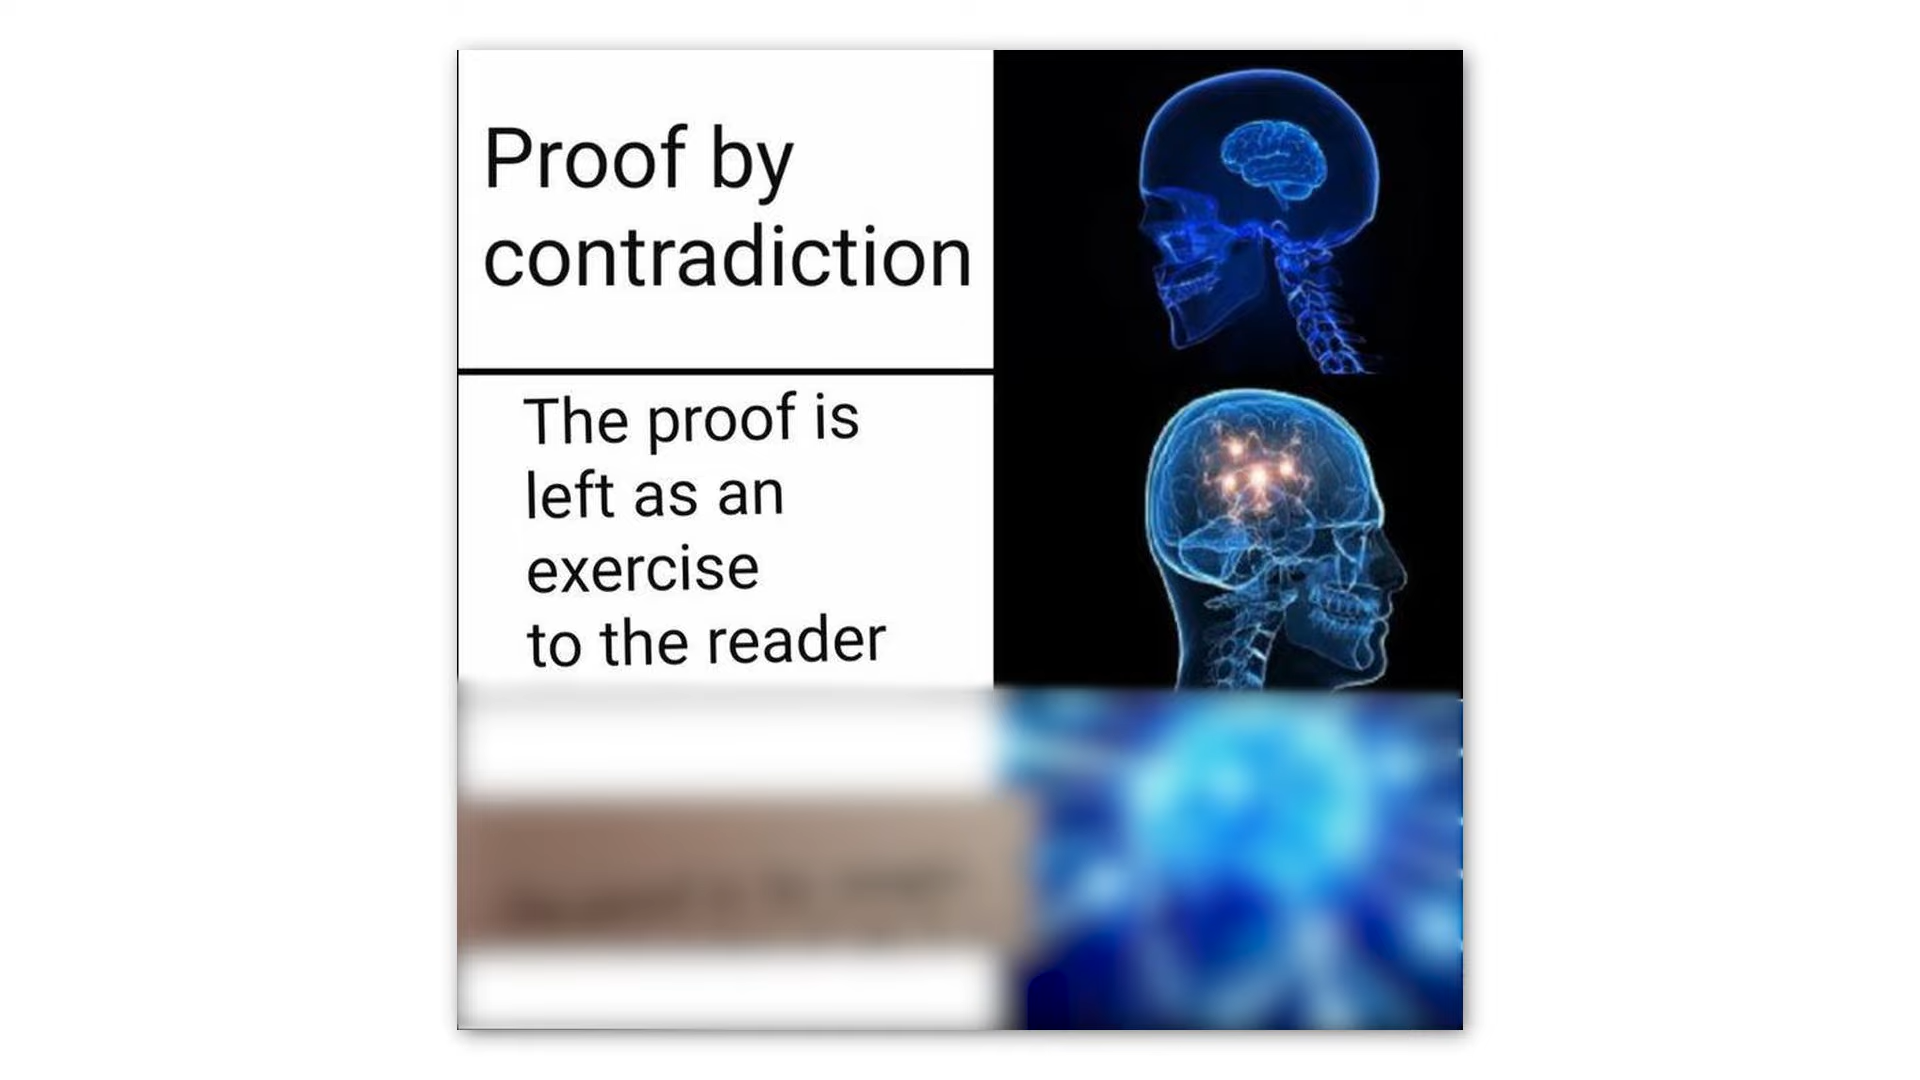 Proof by
contradiction
The proof is
left as an
exercise
to the reader